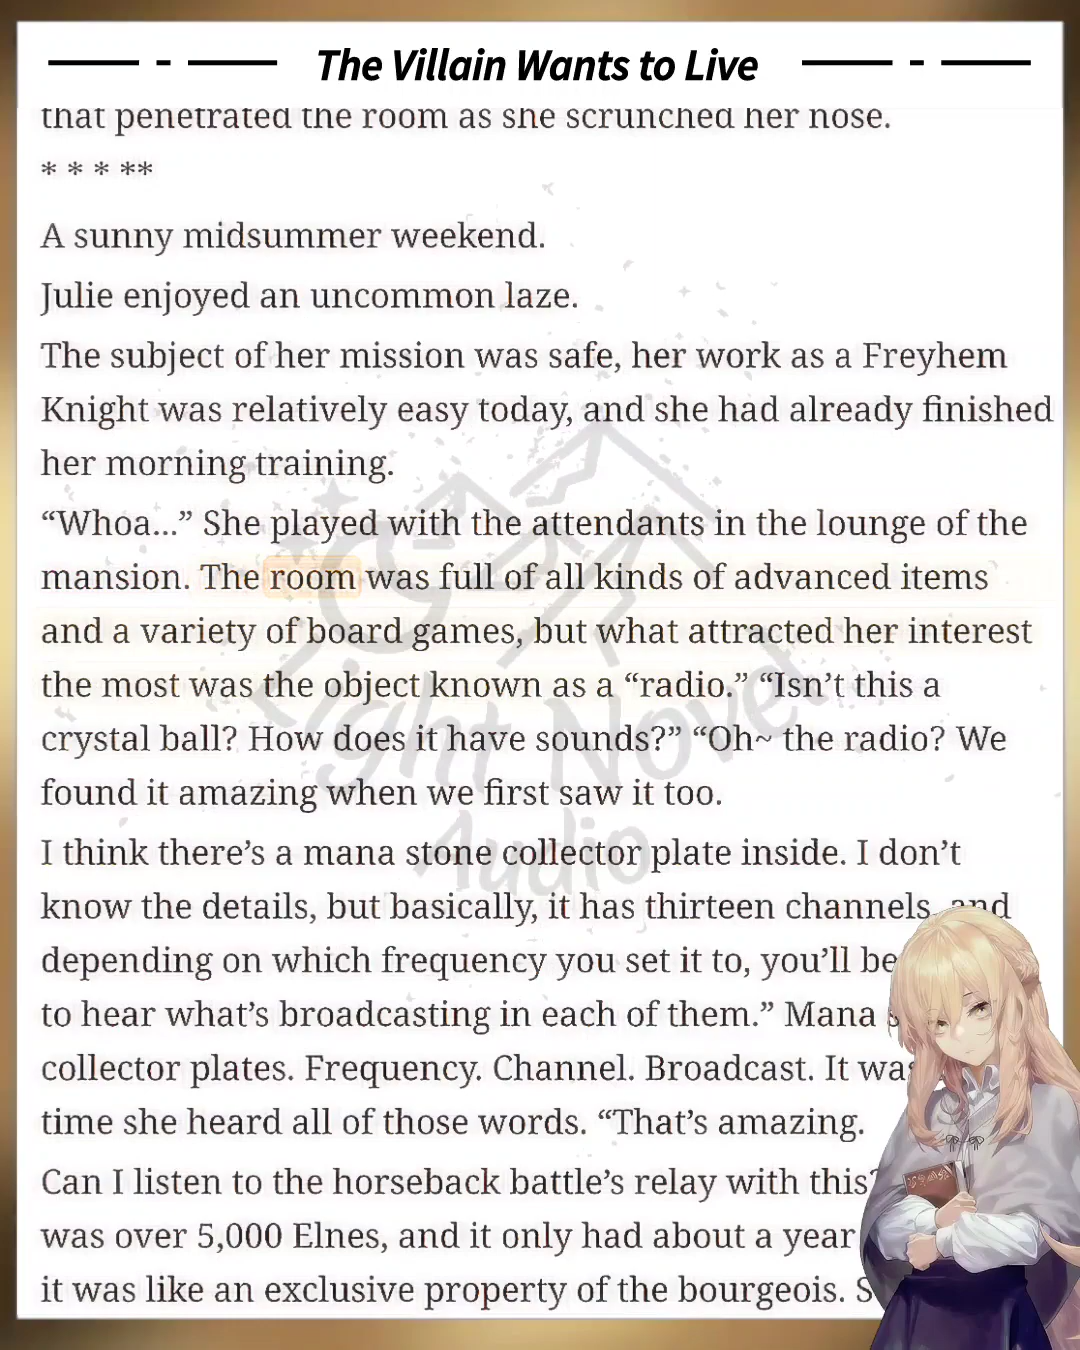 The Villain Wants to Live
that penetrated the room as she scrunched her nose.
* * * **
A sunny midsummer weekend.
Julie enjoyed an uncommon laze.
The subject of her mission was safe, her work as a Freyhem
Knight was relatively easy today, and she had already finished
her morning training.
“Whoa...” She played with the attendants in the lounge of the
mansion. The room was full of all kinds of advanced items
and a variety of board games, but what attracted her interest
the most was the object known as a “radio.” “Isn’t this a
crystal ball? How does it have sounds?” “Oh~ the radio? We
found it amazing when we first saw it too.
I think there’s a mana stone collector plate inside. I don’t
know the details, but basically, it has thirteen channels, and
depending on which frequency you set it to, you’ll be
to hear what’s broadcasting in each of them.” Mana
collector plates. Frequency. Channel. Broadcast. It was
time she heard all of those words. “That’s amazing.
Can I listen to the horseback battle’s relay with this?
was over 5,000 Elnes, and it only had about a year
it was like an exclusive property of the bourgeois. S
Light Novel
Audio